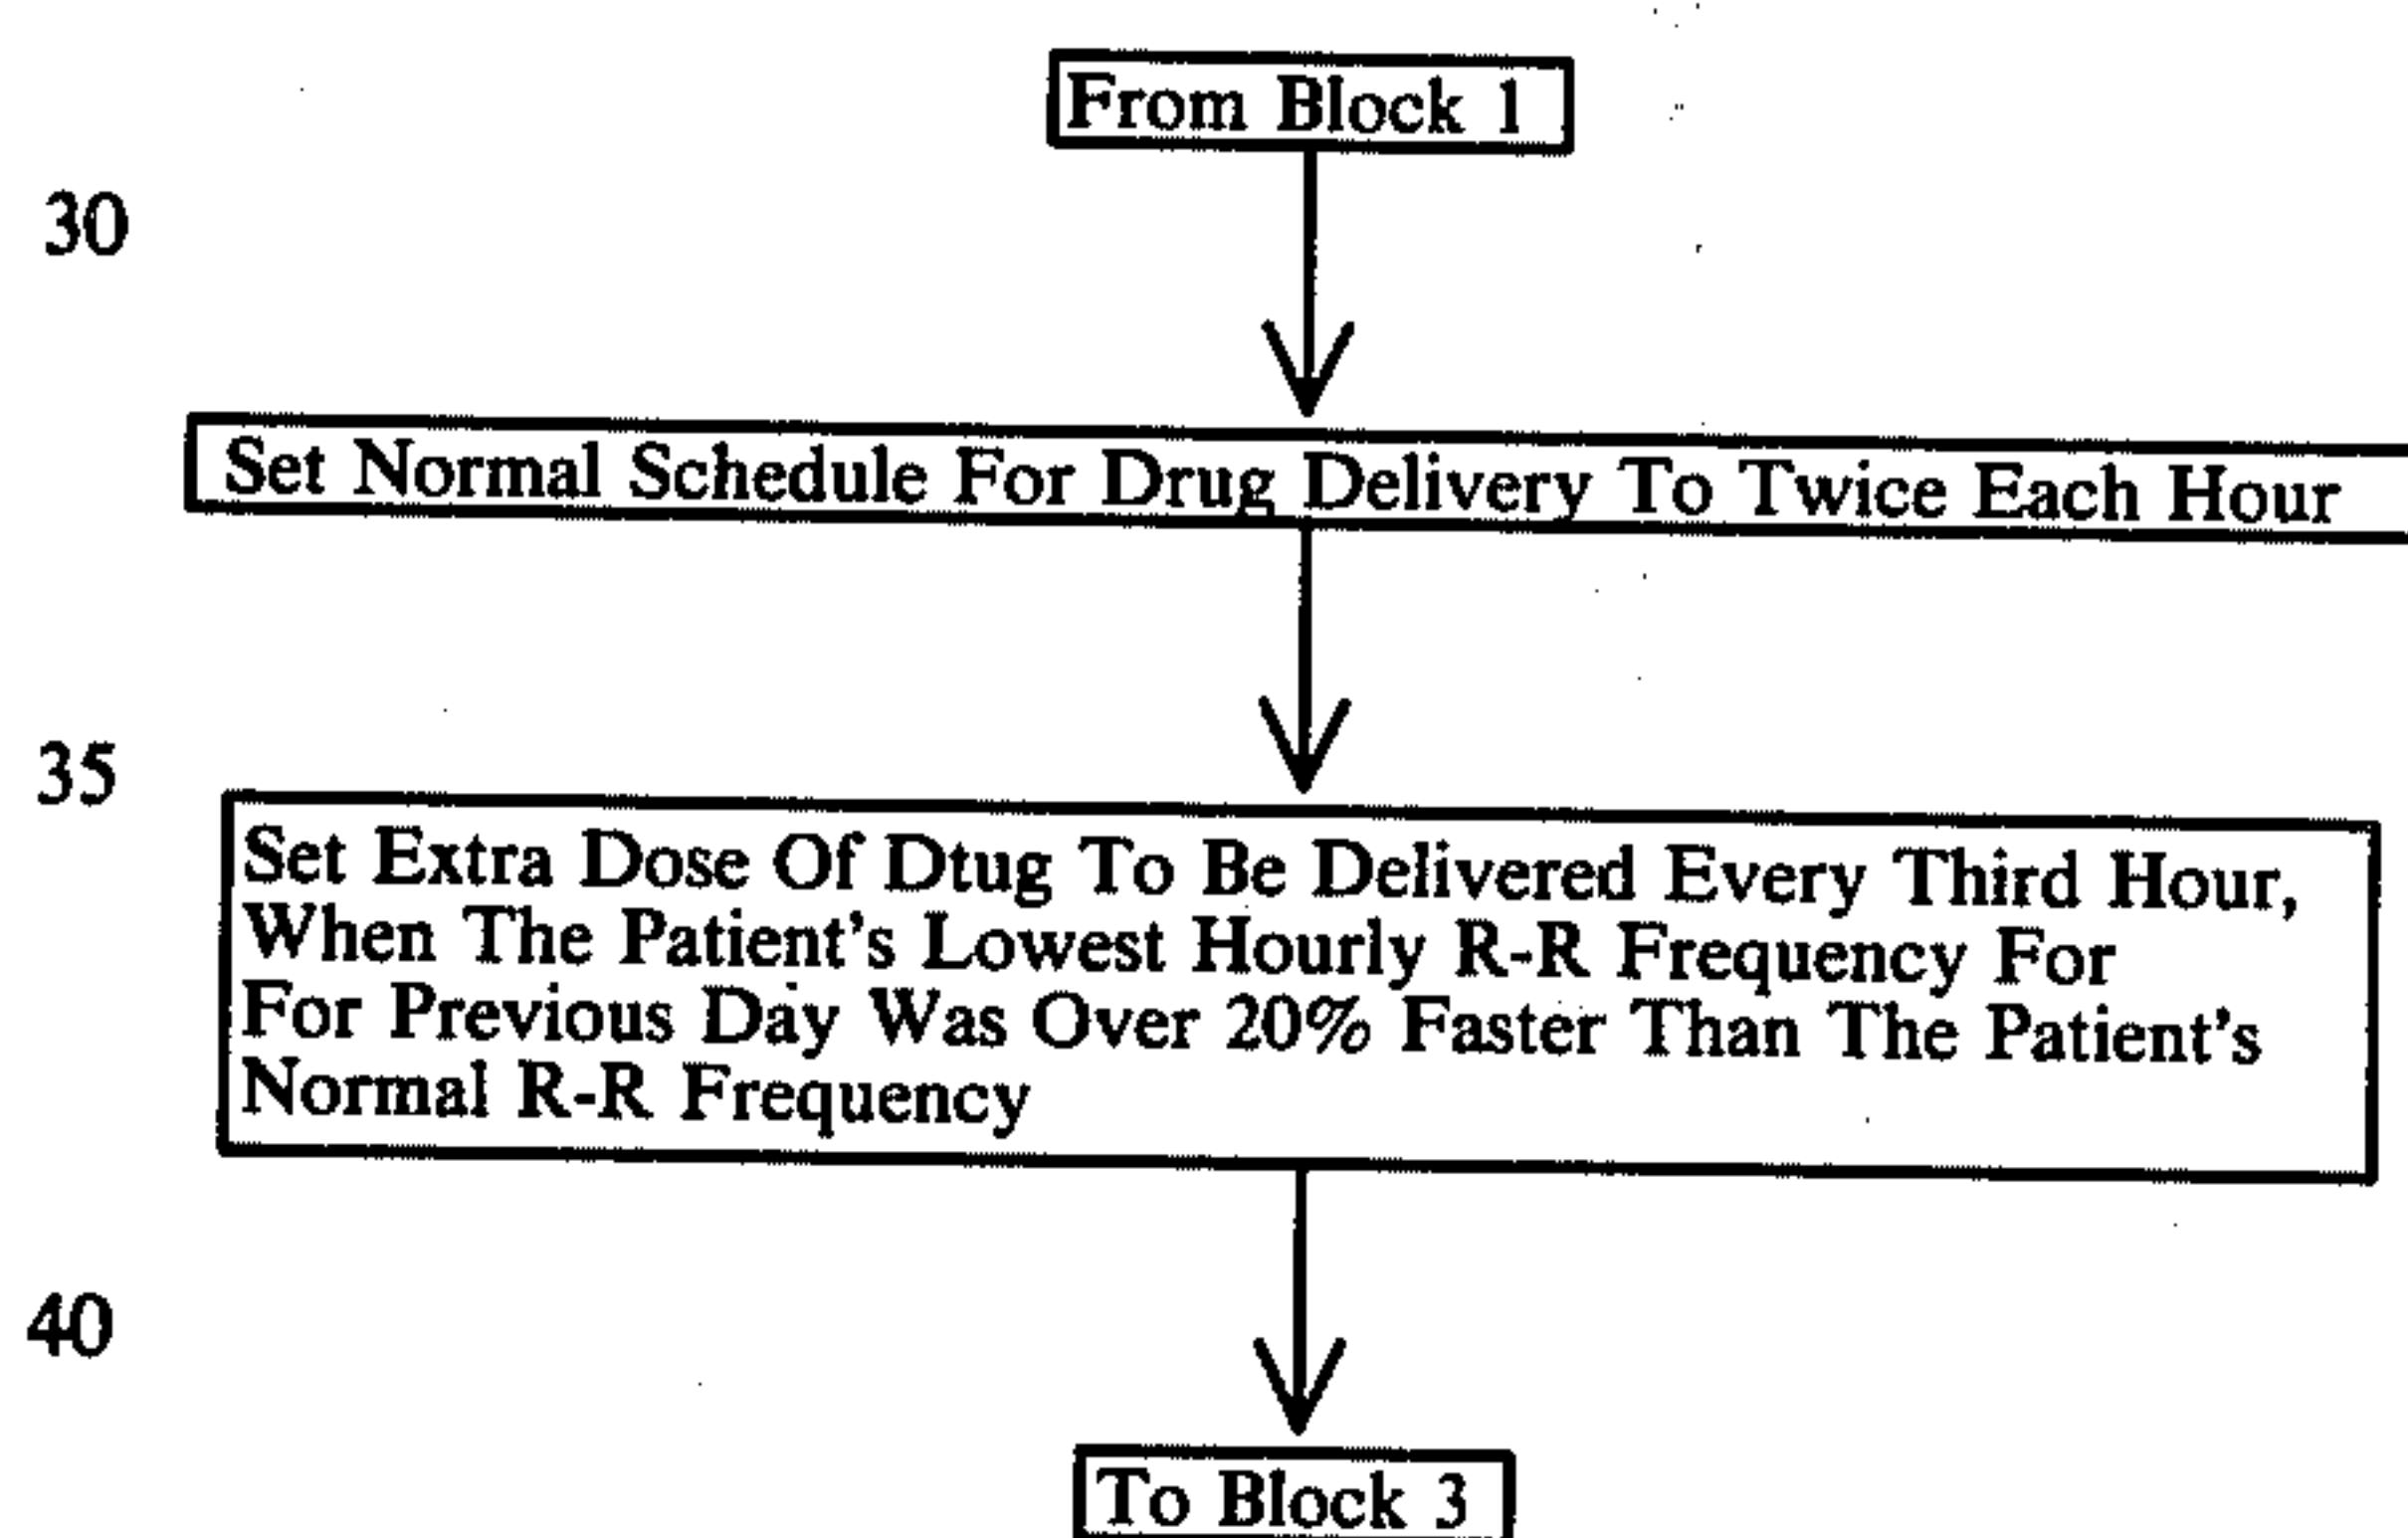 From Block 1
30
Set Normal Schedule For Drug Delivery To Twice Each Hour
35
Set Extra Dose Of Dtug To Be Delivered Every Third Hour,
When The Patient's Lowest Hourly R-R Frequency For
For Previous Day Was Over 20% Faster Than The Patient's
Normal R-R Frequency
40
To Block 3